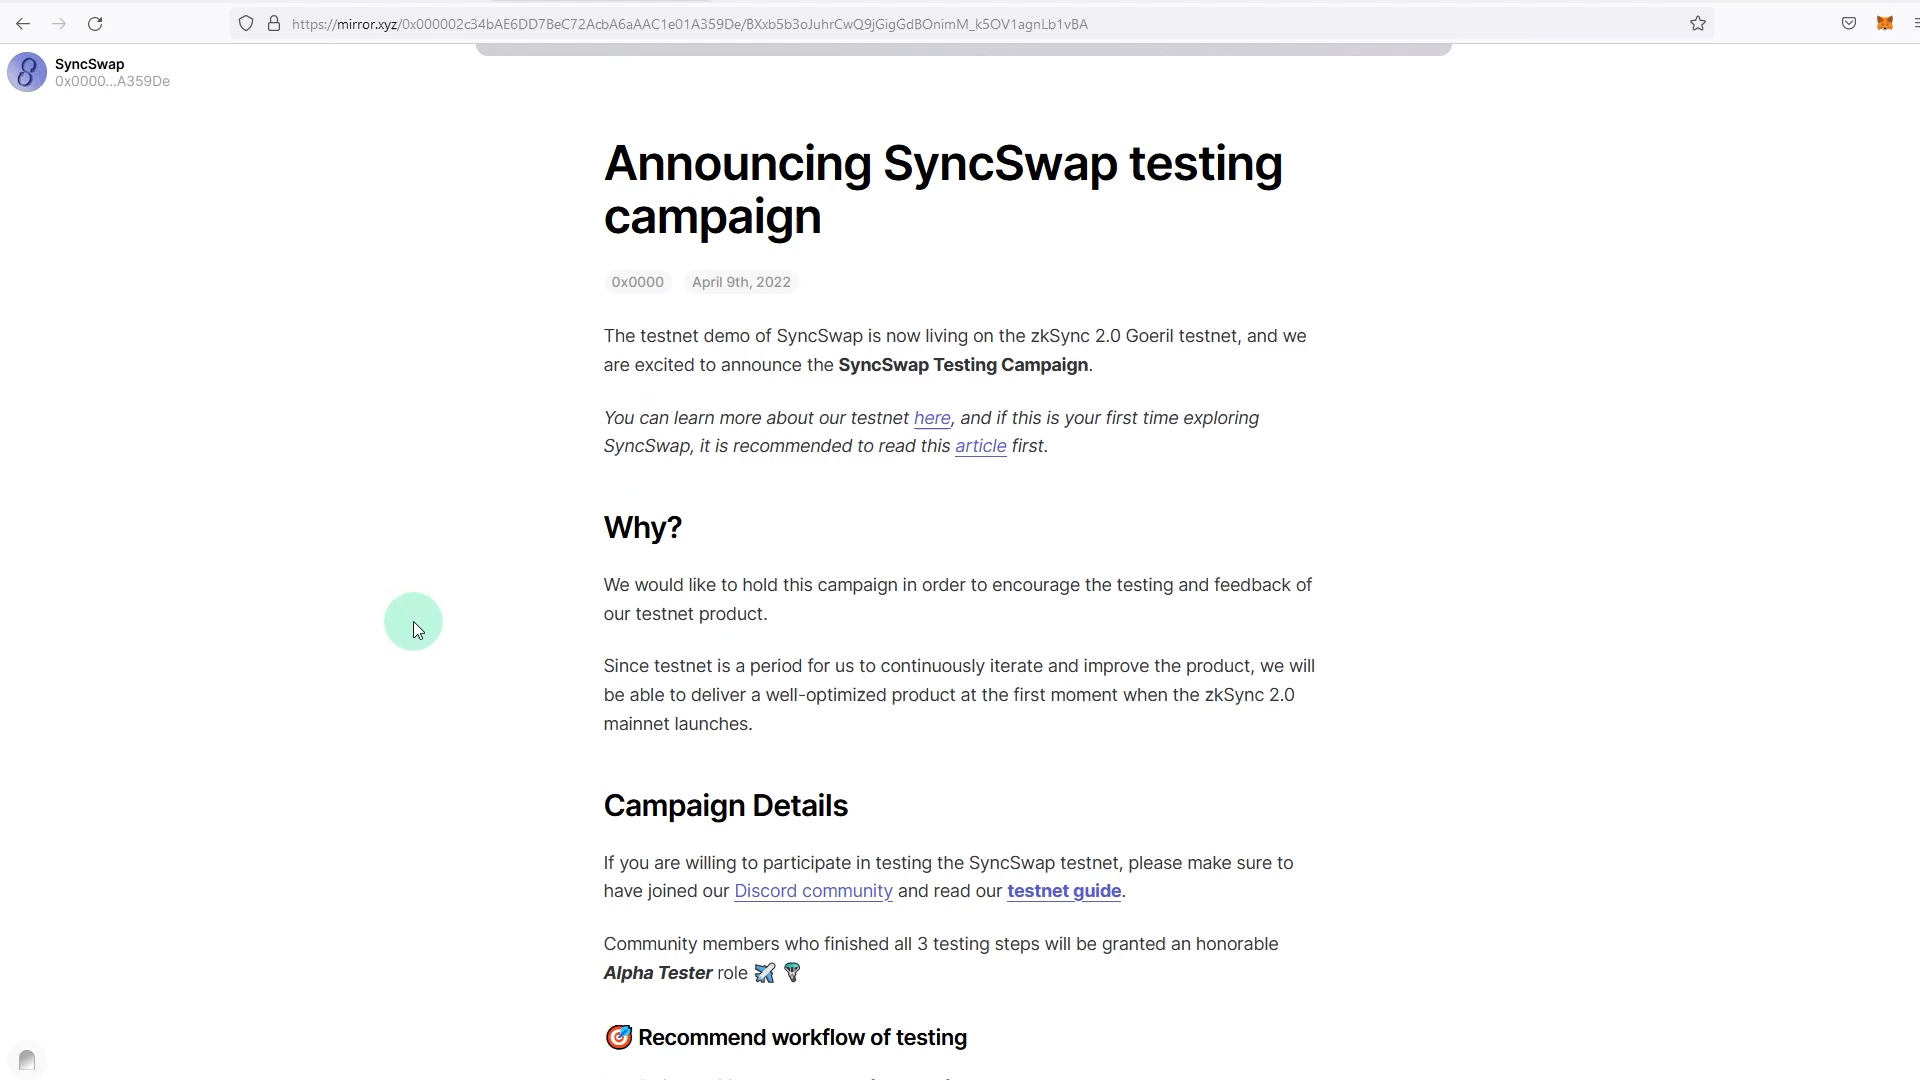 https://mirror.xyz/0x000002c34bAE6DD7BeC72AcbA6aAAC1e01A359De/BXxb5b3oJuhrCwQ9jGigGdBOnimM_k5OV1agnLb1vBA
SyncSwap
0x0000...A359De
Announcing SyncSwap testing
campaign
0x0000 April 9th, 2022
The testnet demo of SyncSwap is now living on the zkSync 2.0 Goeril testnet, and we
are excited to announce the SyncSwap Testing Campaign.
You can learn more about our testnet here, and if this is your first time exploring
SyncSwap, it is recommended to read this article first.
Why?
We would like to hold this campaign in order to encourage the testing and feedback of
our testnet product.
Since testnet is a period for us to continuously iterate and improve the product, we will
be able to deliver a well-optimized product at the first moment when the zkSync 2.0
mainnet launches.
Campaign Details
If you are willing to participate in testing the SyncSwap testnet, please make sure to
have joined our Discord community and read our testnet guide.
Community members who finished all 3 testing steps will be granted an honorable
Alpha Tester role ✈️ 🪂
🎯 Recommend workflow of testing